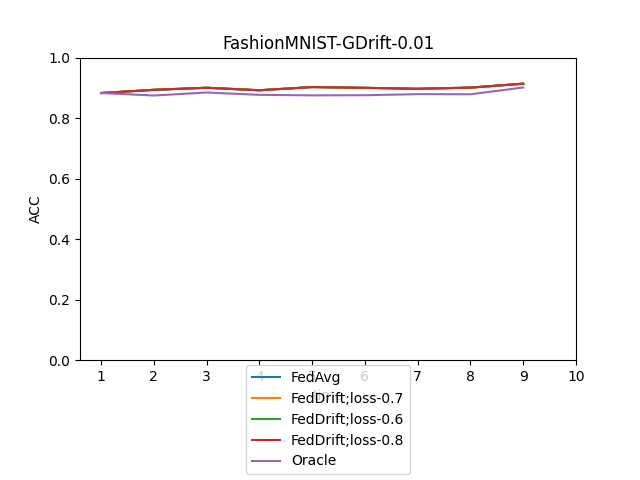 FashionMNIST-GDrift-0.01
1.0
0.8
0.6
0.4
0.2
0.0
ACC
1 2 3 4 5 6 7 8 9 10
FedAvg
FedDrift;loss-0.7
FedDrift;loss-0.6
FedDrift;loss-0.8
Oracle